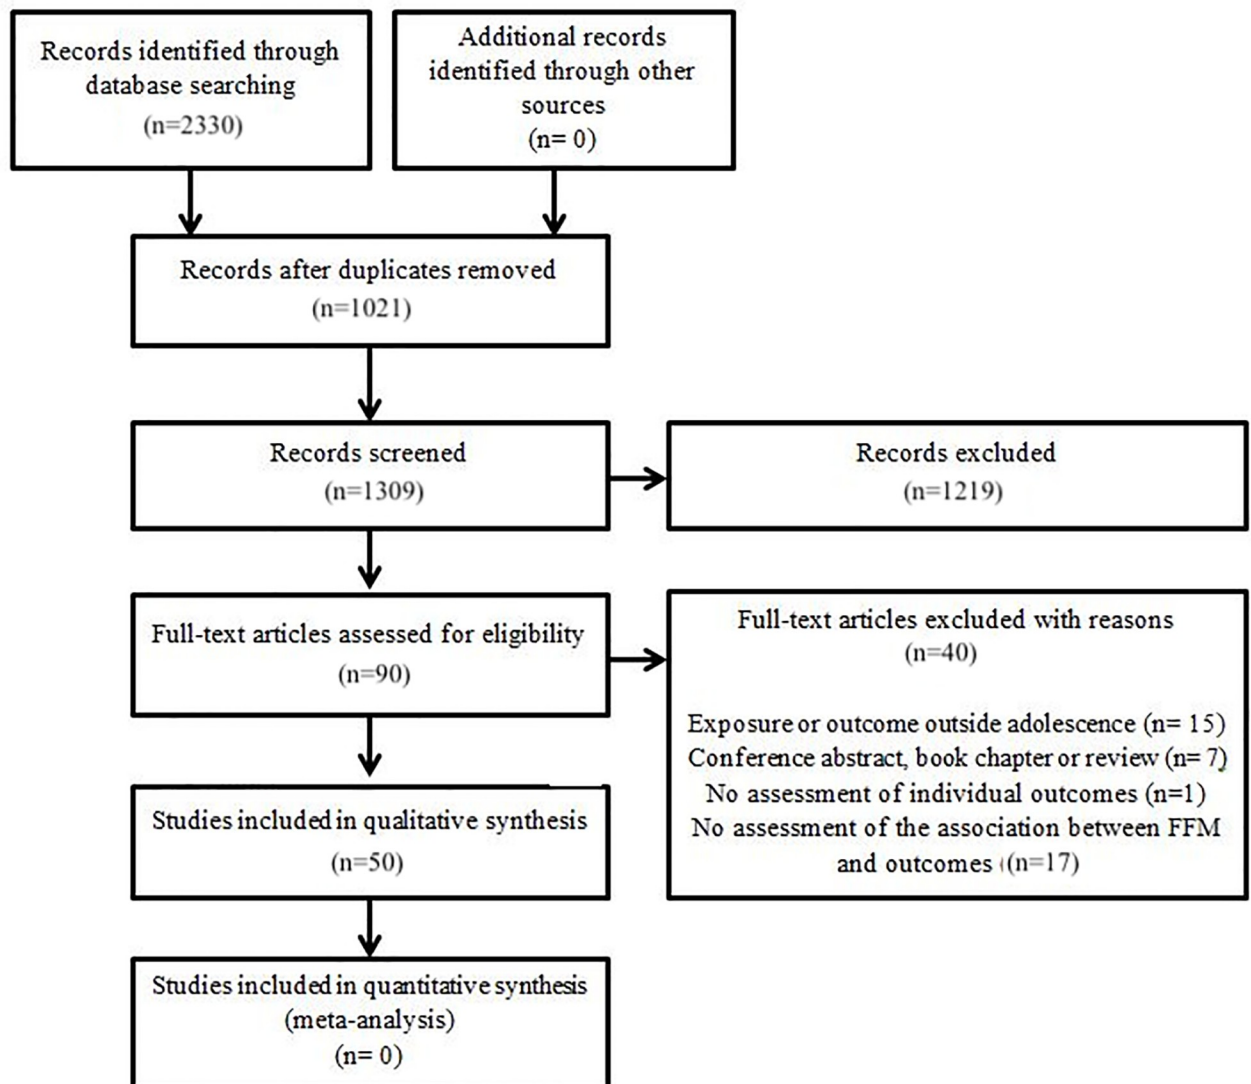 Records identified through
database searching
(n=2330)
Additional records
identified through other
sources
(n= 0)
Records after duplicates removed
(n=1021)
Records screened
(n=1309)
Records excluded
(n=1219)
Full-text articles assessed for eligibility
(n=90)
Full-text articles excluded with reasons
(n=40)
Exposure or outcome outside adolescence (n= 15)
Conference abstract, book chapter or review (n= 7)
No assessment of individual outcomes (n=1)
No assessment of the association between FFM
and outcomes (n=17)
Studies included in qualitative synthesis
(n=50)
Studies included in quantitative synthesis
(meta-analysis)
(n= 0)